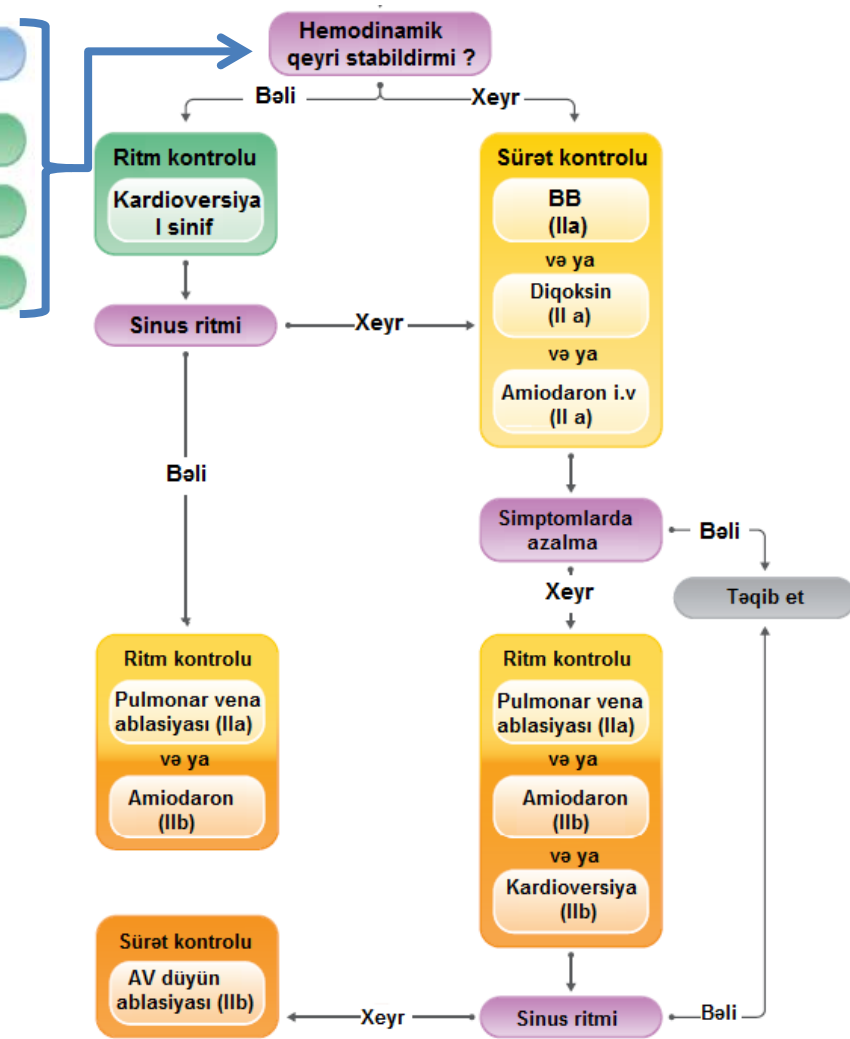 Hemodinamik
qeyri stabildirmi ?
Bəli
Xeyr
Ritm kontrolu
Kardioversiya
I sinif
Sinus ritmi
Xeyr
Bəli
Sürət kontrolu
BB
(IIa)
və ya
Diqoksin
(II a)
və ya
Amiodaron i.v
(II a)
Simptomlarda
azalma
Bəli
Təqib et
Xeyr
Ritm kontrolu
Pulmonar vena
ablasiyası (IIa)
və ya
Amiodaron
(IIb)
Ritm kontrolu
Pulmonar vena
ablasiyası (IIa)
və ya
Amiodaron
(IIb)
və ya
Kardioversiya
(IIb)
Sinus ritmi
Bəli
Xeyr
Sürət kontrolu
AV düyün
ablasiyası (IIb)